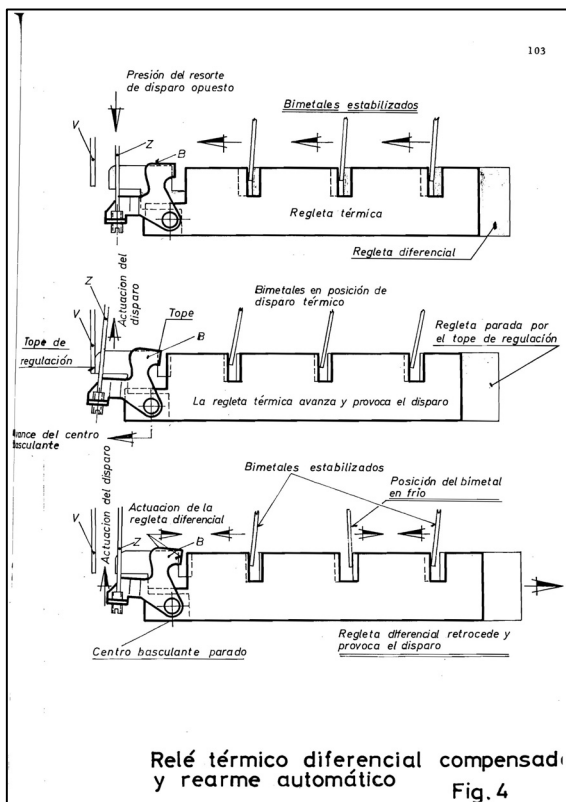 103
Presión del resorte
de disparo opuesto
Bimetales estabilizados
V
Z
B
Regleta térmica
Regleta diferencial
Actuación del
disparo
Z
V
Bimetales en posición de
disparo térmico
Tope
B
Tope de
regulación
Regleta parada por
el tope de regulación
La regleta térmica avanza y provoca el disparo
Avance del centro
basculante
Actuación del disparo
Bimetales estabilizados
Posición del bimetal
en frío
Actuacion de la
regleta diferencial
V
Z
B
Centro basculante parado
Regleta diferencial retrocede y
provoca el disparo
Relé térmico diferencial compensad
y rearme automático
Fig. 4